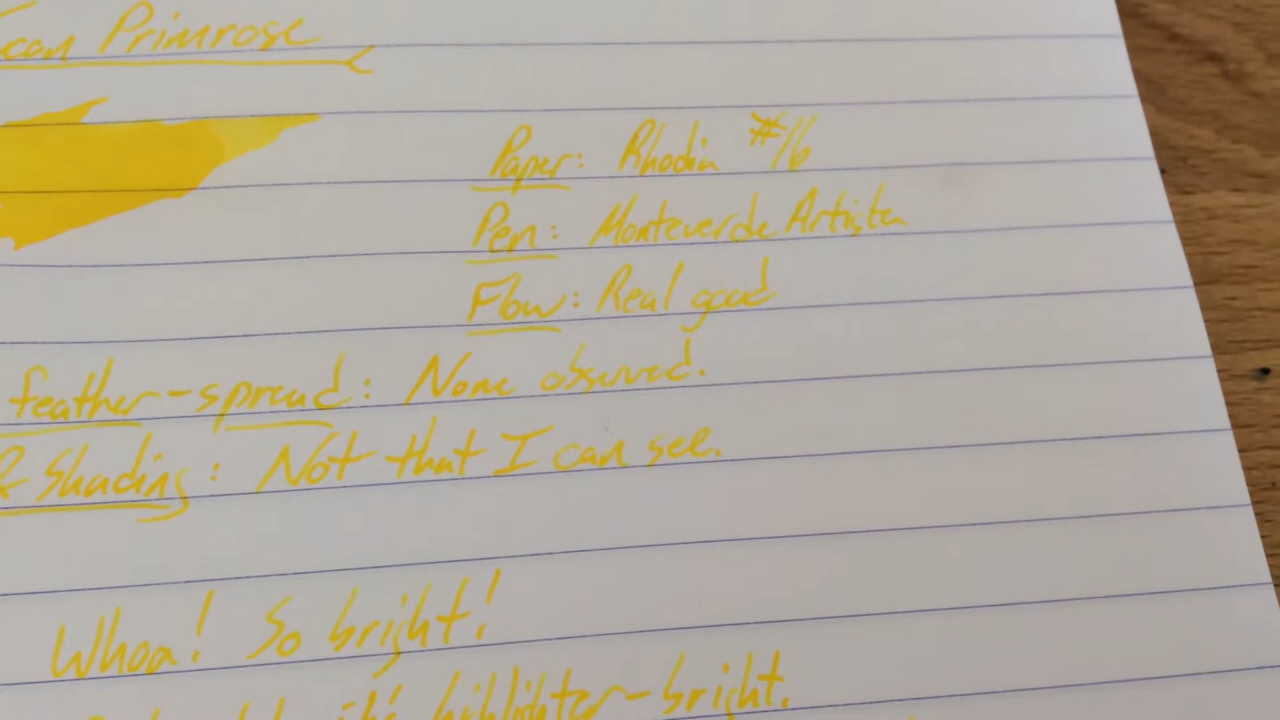 Primrose
Paper: Rhodia #16
Pen: Monteverde Artista
Flow: Real good
feather-spread: None observed.
& Shading: Not that I can see.
Whoa! So bright!
highlighter-bright.